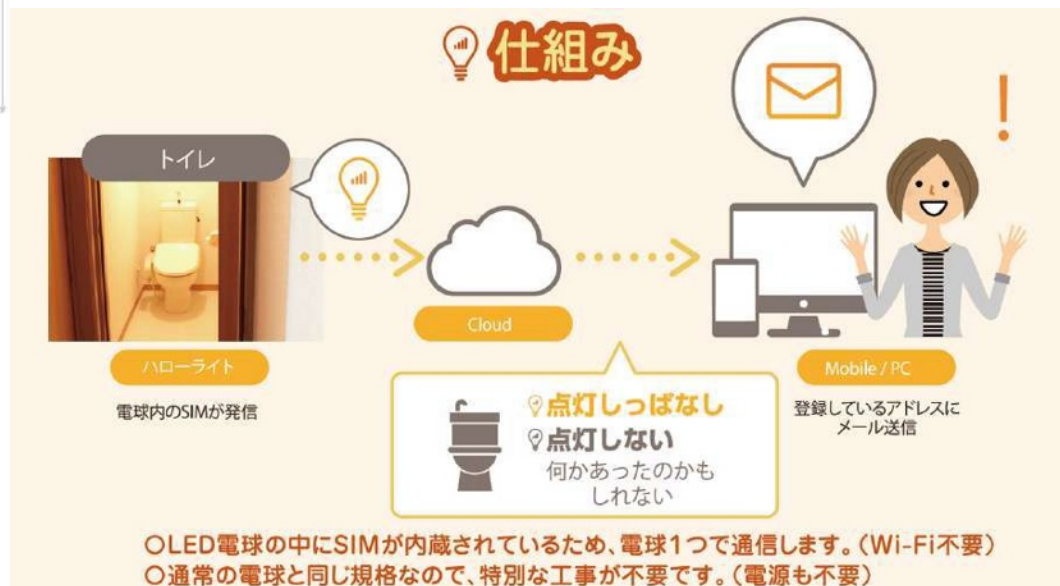 仕組み
トイレ
Cloud
ハローライト
Mobile / PC
電球内のSIMが発信
点灯しっぱなし
点灯しない
何かあったのかも
しれない
登録しているアドレスに
メール送信
○LED電球の中にSIMが内蔵されているため、電球1つで通信します。(Wi-Fi不要)
○通常の電球と同じ規格なので、特別な工事が不要です。(電源も不要)